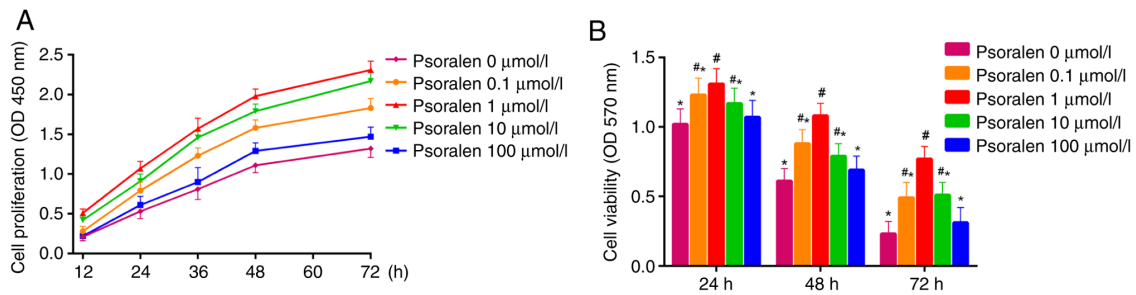 A
Cell proliferation (OD 450 nm)
2.5
2.0
1.5
1.0
0.5
0.0
12 24 36 48 60 72 (h)
Psoralen 0 μmol/l
Psoralen 0.1 μmol/l
Psoralen 1 μmol/l
Psoralen 10 μmol/l
Psoralen 100 μmol/l
B
Cell viability (OD 570 nm)
1.5
1.0
0.5
0.0
* #* # #* *
* #* # #* *
* #* # #* *
24 h 48 h 72 h
Psoralen 0 μmol/l
Psoralen 0.1 μmol/l
Psoralen 1 μmol/l
Psoralen 10 μmol/l
Psoralen 100 μmol/l